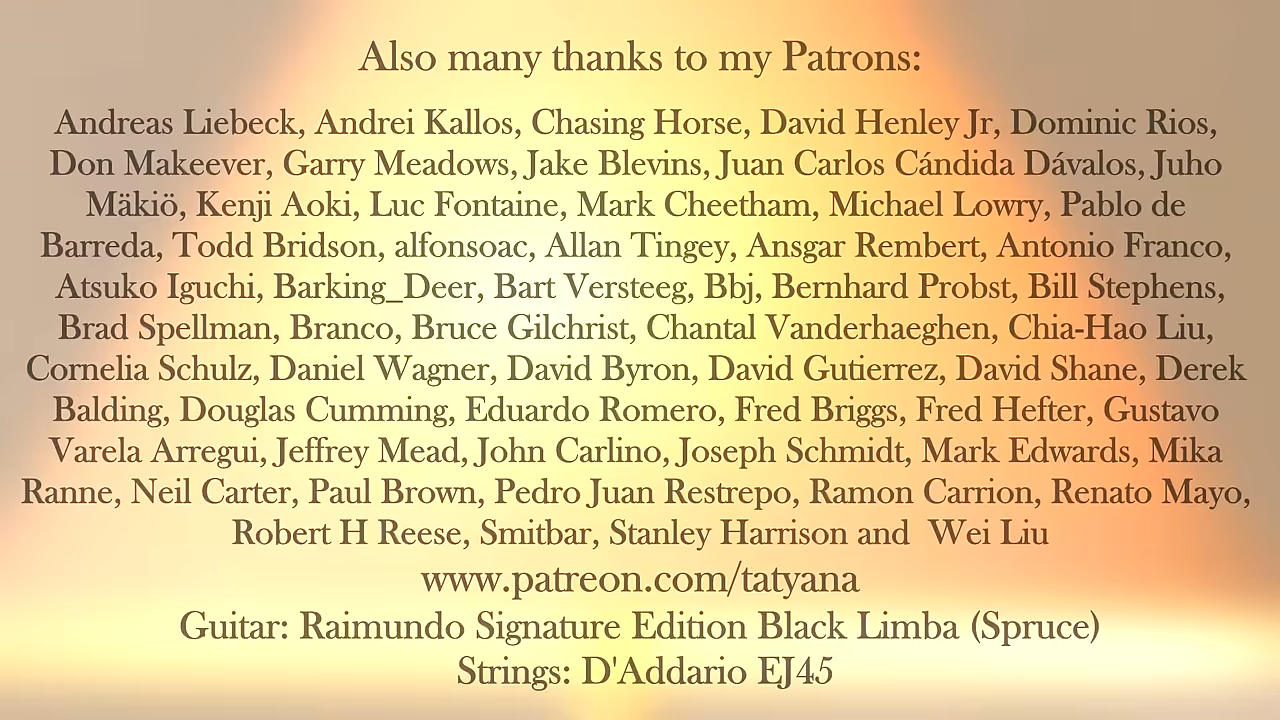 Also many thanks to my Patrons:
Andreas Liebeck, Andrei Kallos, Chasing Horse, David Henley Jr, Dominic Rios,
Don Makeever, Garry Meadows, Jake Blevins, Juan Carlos Cándida Dávalos, Juho
Mäkiö, Kenji Aoki, Luc Fontaine, Mark Cheetham, Michael Lowry, Pablo de
Barreda, Todd Bridson, alfonsoac, Allan Tingey, Ansgar Rembert, Antonio Franco,
Atsuko Iguchi, Barking_Deer, Bart Versteeg, Bbj, Bernhard Probst, Bill Stephens,
Brad Spellman, Branco, Bruce Gilchrist, Chantal Vanderhaeghen, Chia-Hao Liu,
Cornelia Schulz, Daniel Wagner, David Byron, David Gutierrez, David Shane, Derek
Balding, Douglas Cumming, Eduardo Romero, Fred Briggs, Fred Hefter, Gustavo
Varela Arregui, Jeffrey Mead, John Carlino, Joseph Schmidt, Mark Edwards, Mika
Ranne, Neil Carter, Paul Brown, Pedro Juan Restrepo, Ramon Carrion, Renato Mayo,
Robert H Reese, Smitbar, Stanley Harrison and  Wei Liu
www.patreon.com/tatyana
Guitar: Raimundo Signature Edition Black Limba (Spruce)
Strings: D'Addario EJ45